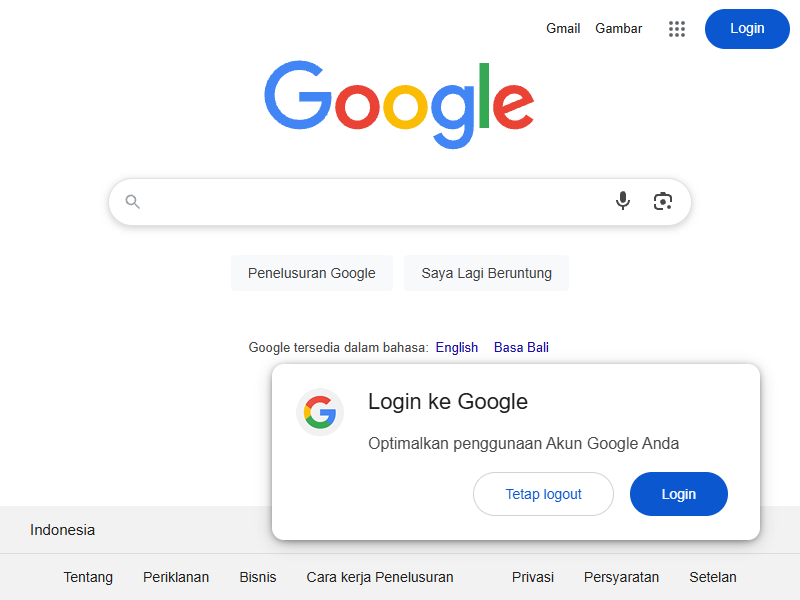 Gmail Gambar Login
Google
Penelusuran Google Saya Lagi Beruntung
Google tersedia dalam bahasa: English Basa Bali
Login ke Google
Optimalkan penggunaan Akun Google Anda
Tetap logout Login
Indonesia
Tentang Periklanan Bisnis Cara kerja Penelusuran Privasi Persyaratan Setelan